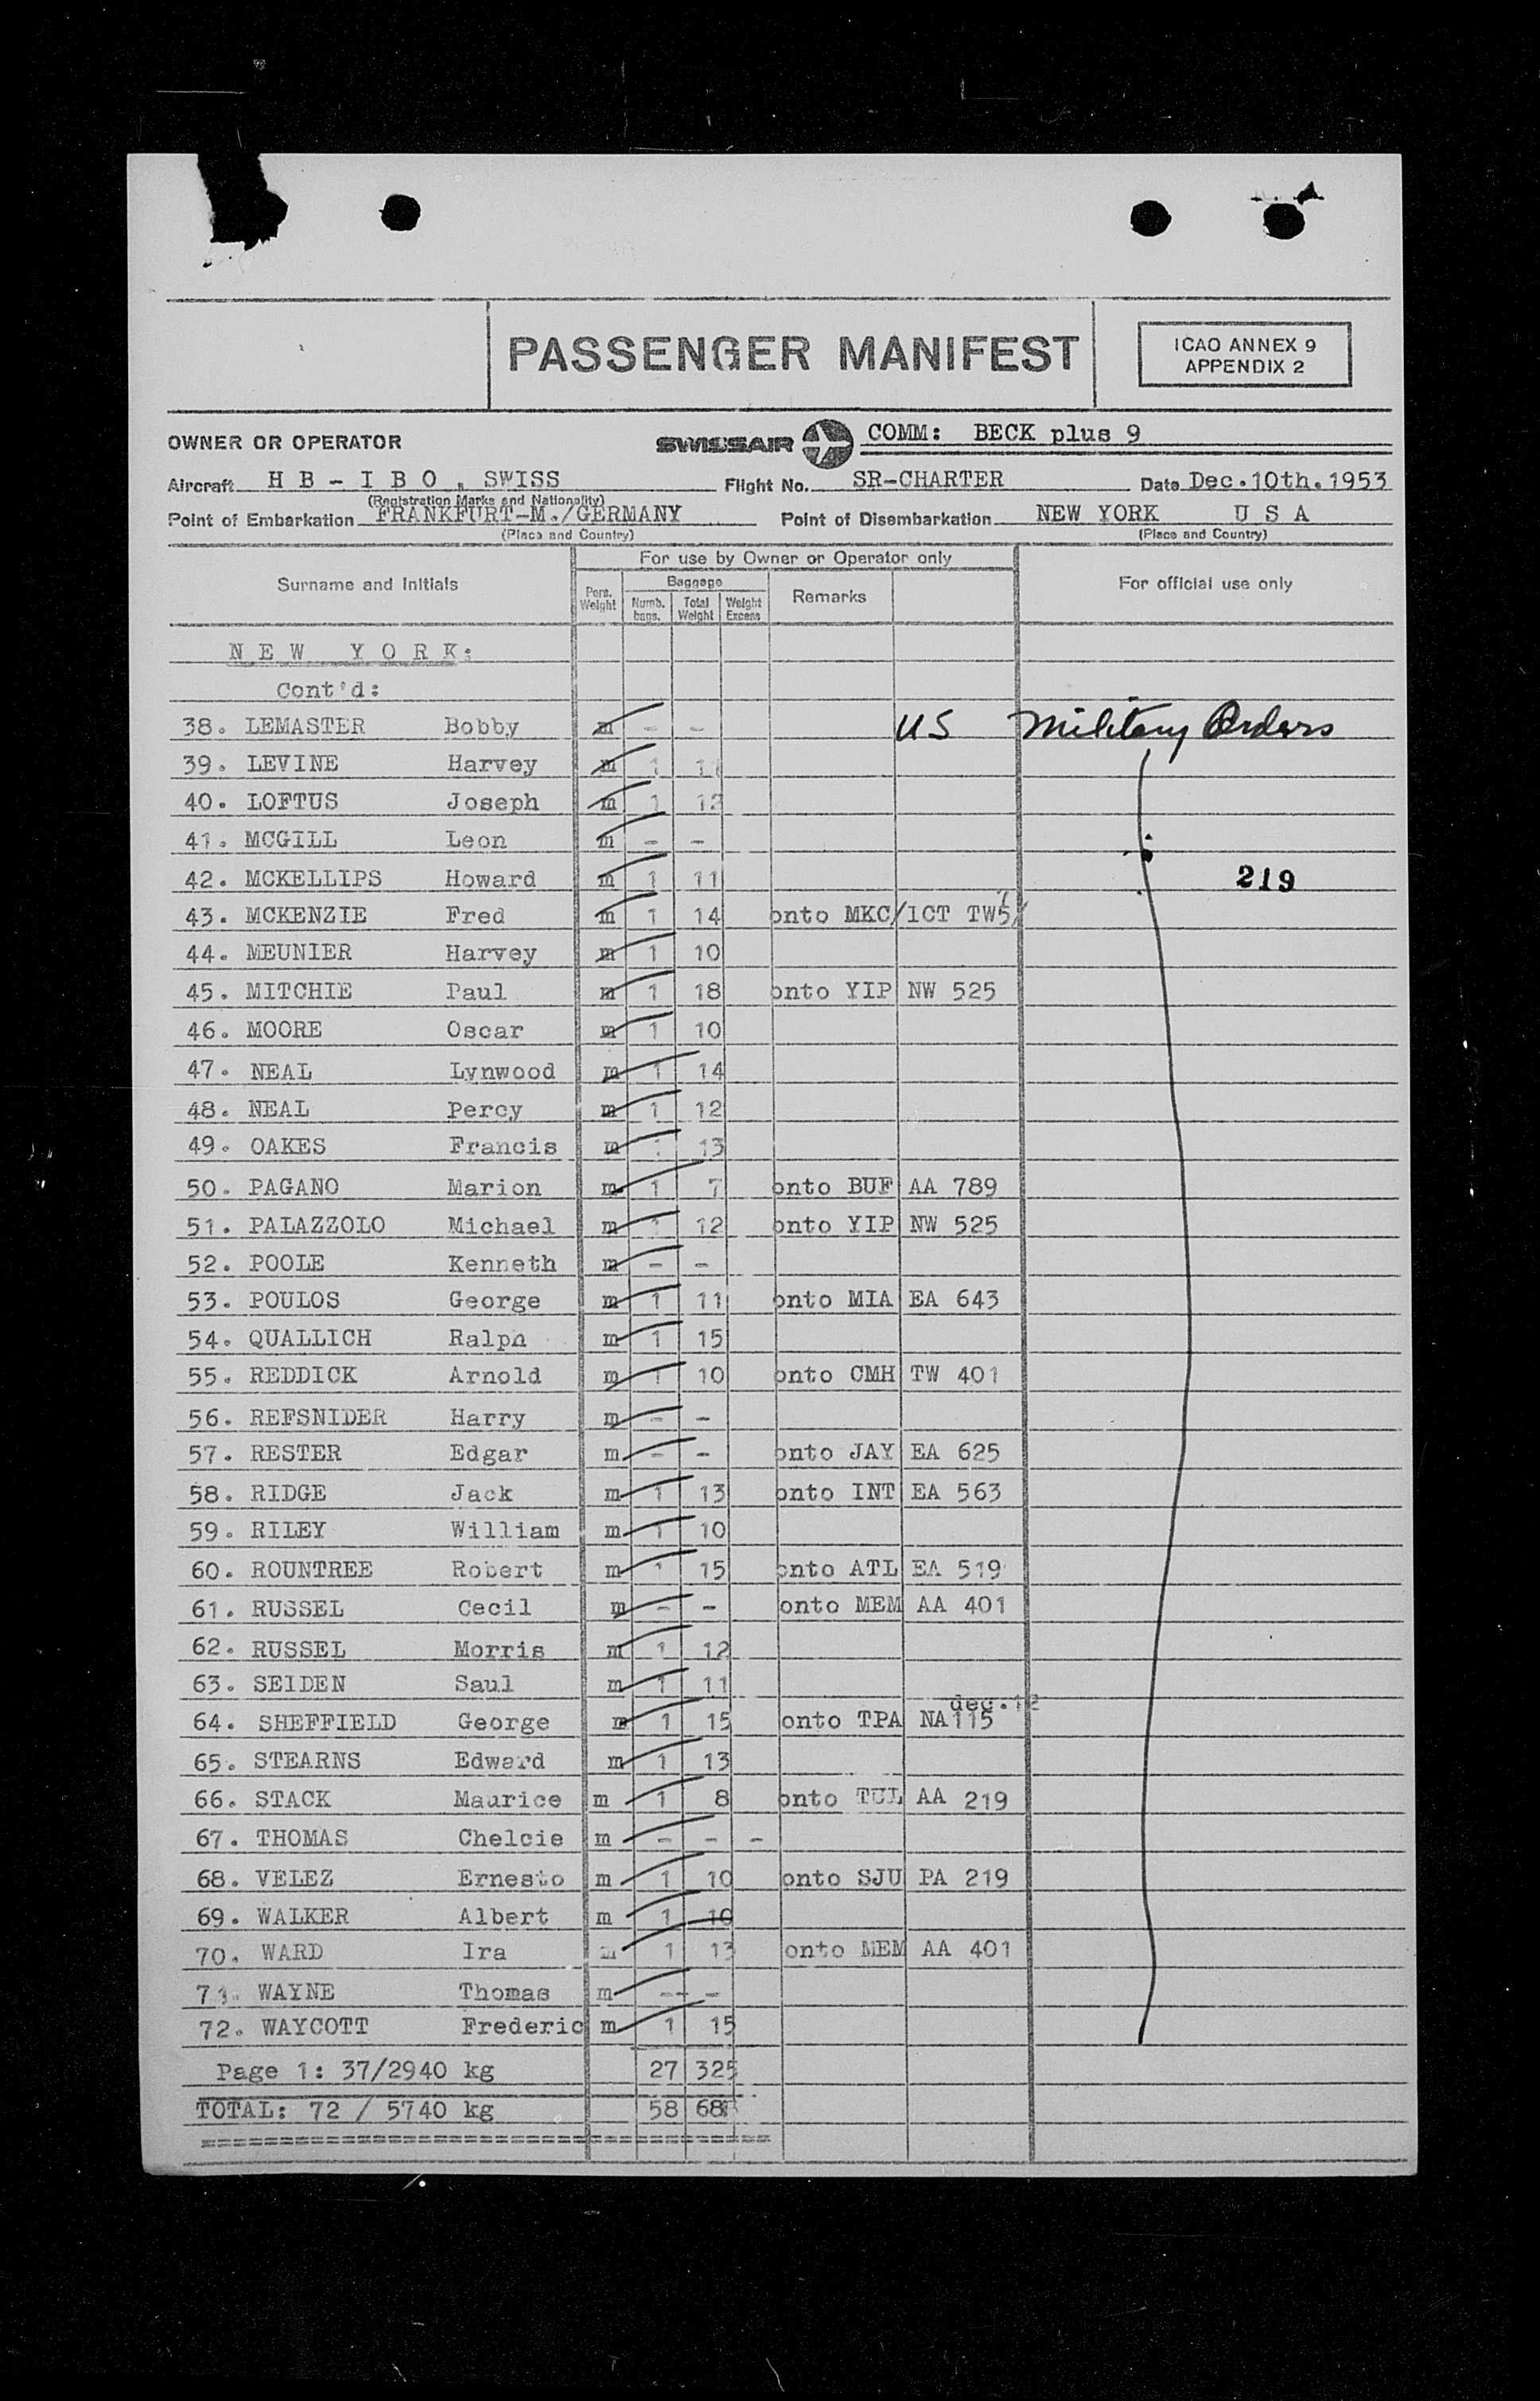 PASSENGER MANIFEST
ICAO ANNEX 9
APPENDIX 2
OWNER OR OPERATOR SWISSAIR COMM: BECK plus 9
Aircraft H B - I B O , SWISS Flight No. SR-CHARTER Date Dec.10th.1953
(Registration Marks and Nationality)
Point of Embarkation FRANKFURT-M./GERMANY Point of Disembarkation NEW YORK U S A
(Place and Country) (Place and Country)
For use by Owner or Operator only
Surname and Initials Pers. Weight Baggage Numb. bags. Total Weight Weight Excess Remarks For official use only
N E W Y O R K:
Cont'd:
38. LEMASTER Bobby m - - US Military Orders
39. LEVINE Harvey m 1 11
40. LOFTUS Joseph m 1 12
41. MCGILL Leon m - -
42. MCKELLIPS Howard m 1 11 219
43. MCKENZIE Fred m 1 14 onto MKC/1CT TW5
44. MEUNIER Harvey m 1 10
45. MITCHIE Paul m 1 18 onto YIP NW 525
46. MOORE Oscar m 1 10
47. NEAL Lynwood m 1 14
48. NEAL Percy m 1 12
49. OAKES Francis m 1 13
50. PAGANO Marion m 1 7 onto BUF AA 789
51. PALAZZOLO Michael m 1 12 onto YIP NW 525
52. POOLE Kenneth m - -
53. POULOS George m 1 11 onto MIA EA 643
54. QUALLICH Ralph m 1 15
55. REDDICK Arnold m 1 10 onto CMH TW 401
56. REFSNIDER Harry m - -
57. RESTER Edgar m - - onto JAY EA 625
58. RIDGE Jack m 1 13 onto INT EA 563
59. RILEY William m 1 10
60. ROUNTREE Robert m 1 15 onto ATL EA 519
61. RUSSEL Cecil m - - onto MEM AA 401
62. RUSSEL Morris m 1 12
63. SEIDEN Saul m 1 11
dec.12
64. SHEFFIELD George m 1 15 onto TPA NA115
65. STEARNS Edward m 1 13
66. STACK Maurice m 1 8 onto TUL AA 219
67. THOMAS Chelcie m - - -
68. VELEZ Ernesto m 1 10 onto SJU PA 219
69. WALKER Albert m 1 10
70. WARD Ira m 1 13 onto MEM AA 401
71. WAYNE Thomas m -- -
72. WAYCOTT Frederic m 1 15
Page 1: 37/2940 kg 27 325
TOTAL: 72 / 5740 kg 58